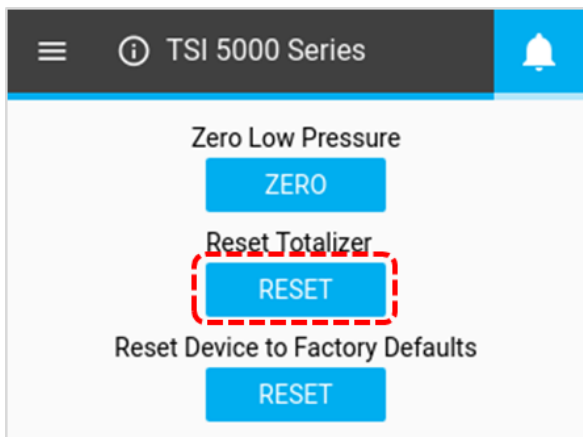 TSI 5000 Series
Zero Low Pressure
ZERO
Reset Totalizer
RESET
Reset Device to Factory Defaults
RESET